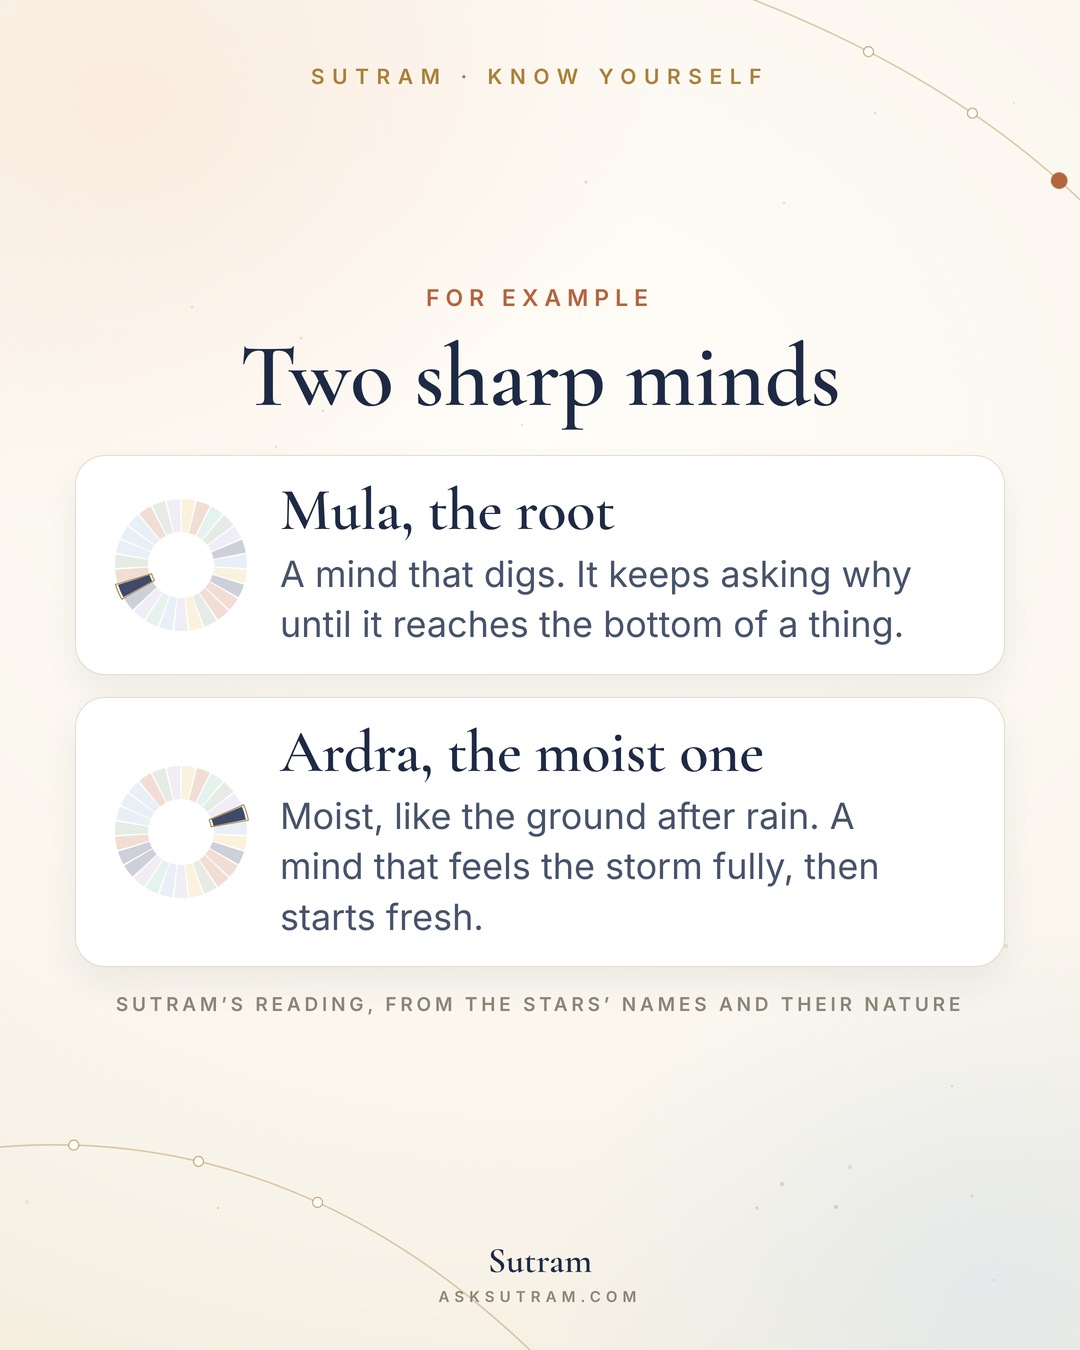 SUTRAM · KNOW YOURSELF
FOR EXAMPLE
Two sharp minds
Mula, the root
A mind that digs. It keeps asking why
until it reaches the bottom of a thing.
Ardra, the moist one
Moist, like the ground after rain. A
mind that feels the storm fully, then
starts fresh.
SUTRAM’S READING, FROM THE STARS’ NAMES AND THEIR NATURE
Sutram
ASKSUTRAM.COM